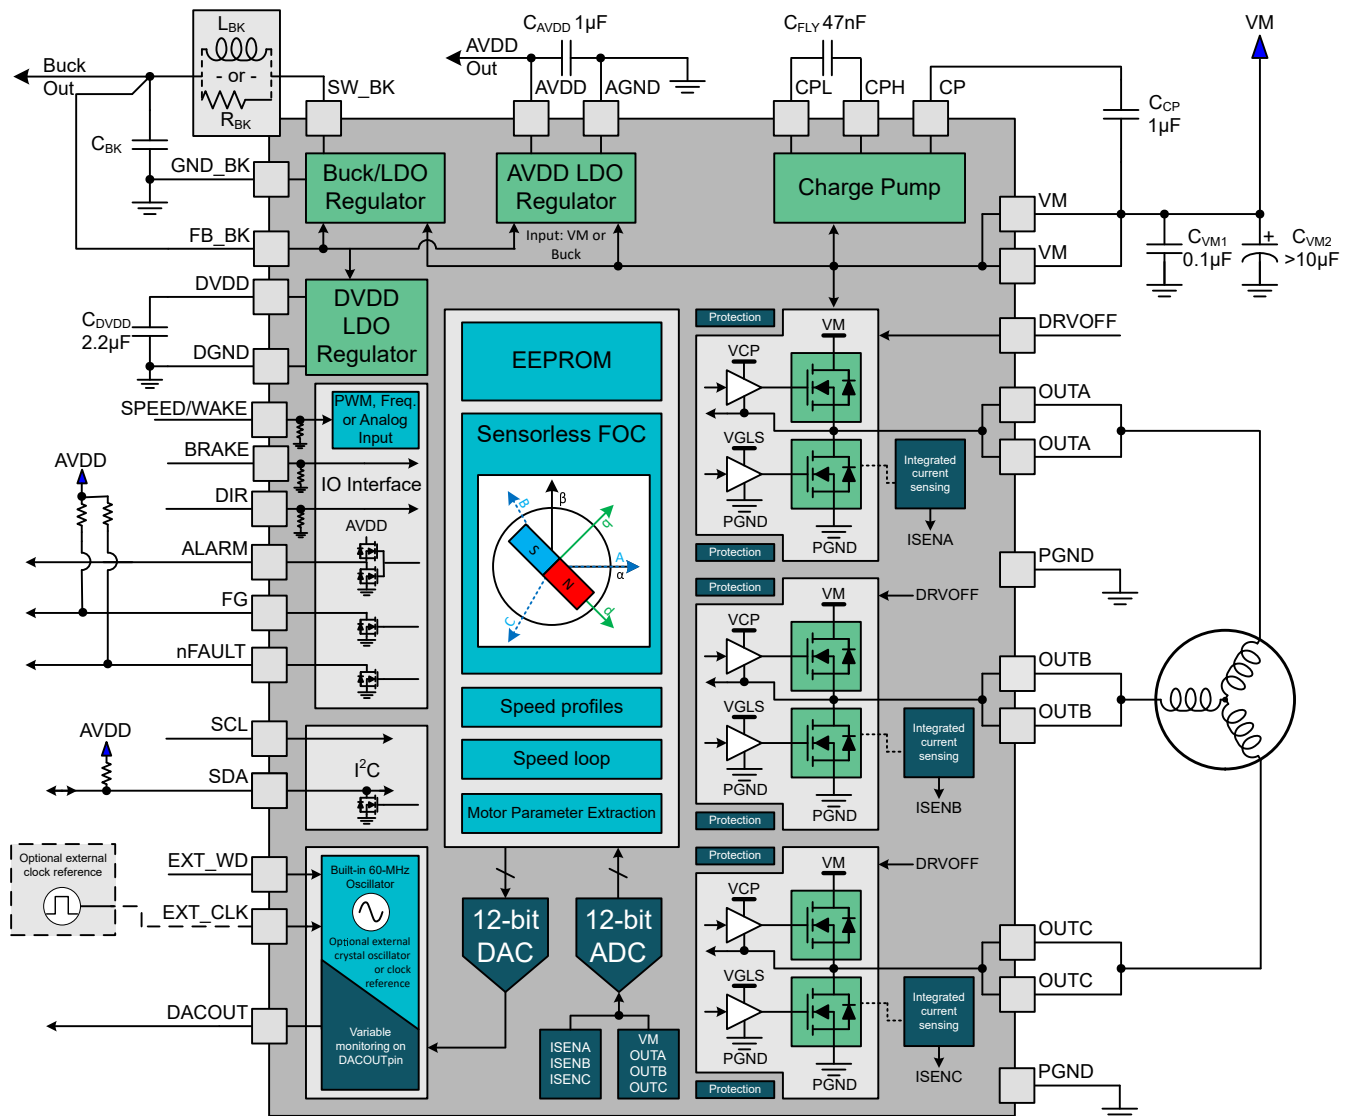 L_BK
- or -
R_BK
Buck
Out
C_BK
SW_BK
GND_BK
FB_BK
C_AVDD 1µF
AVDD
Out
AVDD
AGND
C_FLY 47nF
CPL
CPH
CP
VM
C_CP
1µF
Buck/LDO
Regulator
AVDD LDO
Regulator
Input: VM or
Buck
Charge Pump
VM
VM
C_VM1
0.1µF
+
C_VM2
>10µF
DVDD
C_DVDD
2.2µF
DGND
DVDD
LDO
Regulator
SPEED/WAKE
PWM, Freq.
or Analog
Input
BRAKE
IO Interface
AVDD
DIR
AVDD
ALARM
FG
nFAULT
SCL
AVDD
SDA
I²C
EEPROM
Sensorless FOC
β
B
q
S
A
α
N
C
d
Speed profiles
Speed loop
Motor Parameter Extraction
Optional external
clock reference
EXT_WD
EXT_CLK
Built-in 60-MHz
Oscillator
Optional external
crystal oscillator
or clock
reference
Variable
monitoring on
DACOUTpin
DACOUT
12-bit
DAC
12-bit
ADC
ISENA
ISENB
ISENC
VM
OUTA
OUTB
OUTC
Protection
VM
DRVOFF
VCP
OUTA
OUTA
VGLS
Integrated
current
sensing
PGND
PGND
ISENA
Protection
PGND
Protection
VM
DRVOFF
VCP
OUTB
OUTB
VGLS
Integrated
current
sensing
PGND
PGND
ISENB
Protection
Protection
VM
DRVOFF
VCP
OUTC
OUTC
VGLS
Integrated
current
sensing
PGND
PGND
ISENC
Protection
PGND